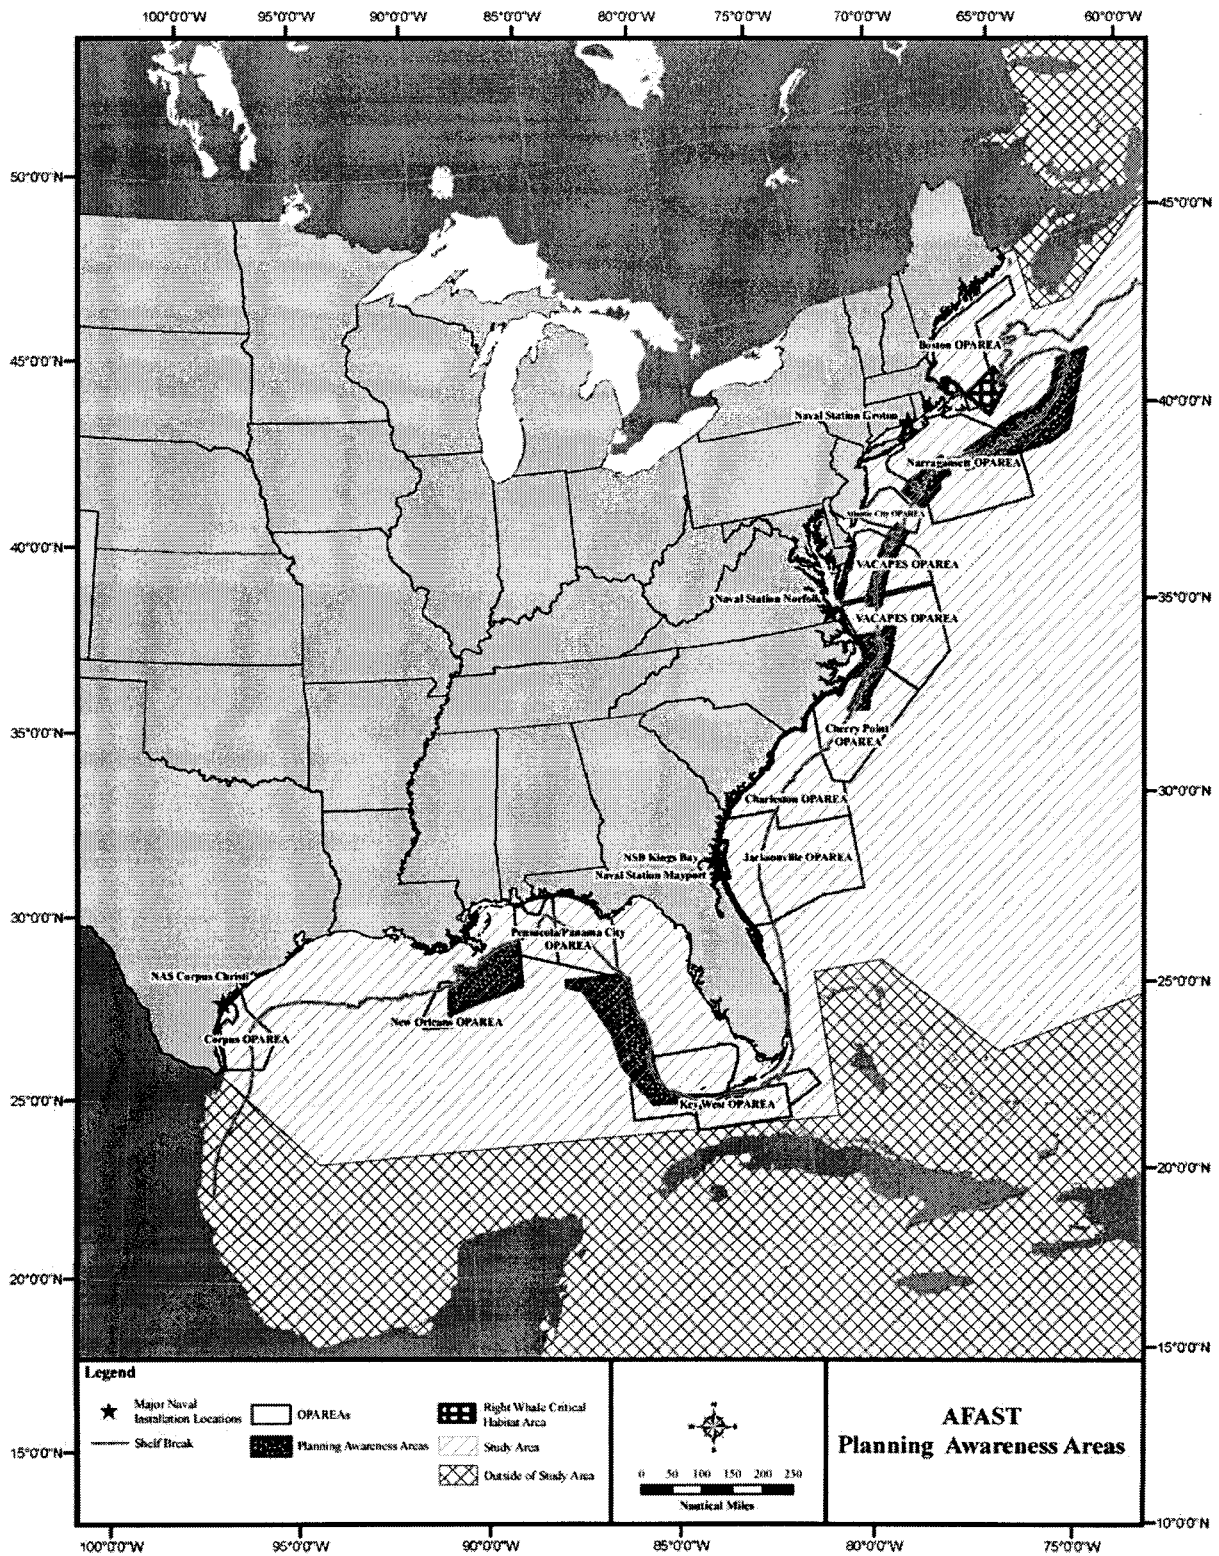 100°0'0"W 95°0'0"W 90°0'0"W 85°0'0"W 80°0'0"W 75°0'0"W 70°0'0"W 65°0'0"W 60°0'0"W
50°0'0"N
45°0'0"N
45°0'0"N
40°0'0"N
40°0'0"N
35°0'0"N
35°0'0"N
30°0'0"N
30°0'0"N
25°0'0"N
25°0'0"N
20°0'0"N
20°0'0"N
15°0'0"N
15°0'0"N
10°0'0"N
Boston OPAREA
Naval Station Groton
Narragansett OPAREA
Atlantic City OPAREA
VACAPES OPAREA
Naval Station Norfolk
VACAPES OPAREA
Cherry Point
OPAREA
Charleston OPAREA
NSB Kings Bay
Jacksonville OPAREA
Naval Station Mayport
Pensacola/Panama City
OPAREA
NAS Corpus Christi
New Orleans OPAREA
Corpus OPAREA
Key West OPAREA
Legend
Major Naval
Installation Locations
Shelf Break
OPAREAs
Planning Awareness Areas
Right Whale Critical
Habitat Area
Study Area
Outside of Study Area
0 50 100 150 200 250
Nautical Miles
AFAST
Planning Awareness Areas
100°0'0"W 95°0'0"W 90°0'0"W 85°0'0"W 80°0'0"W 75°0'0"W